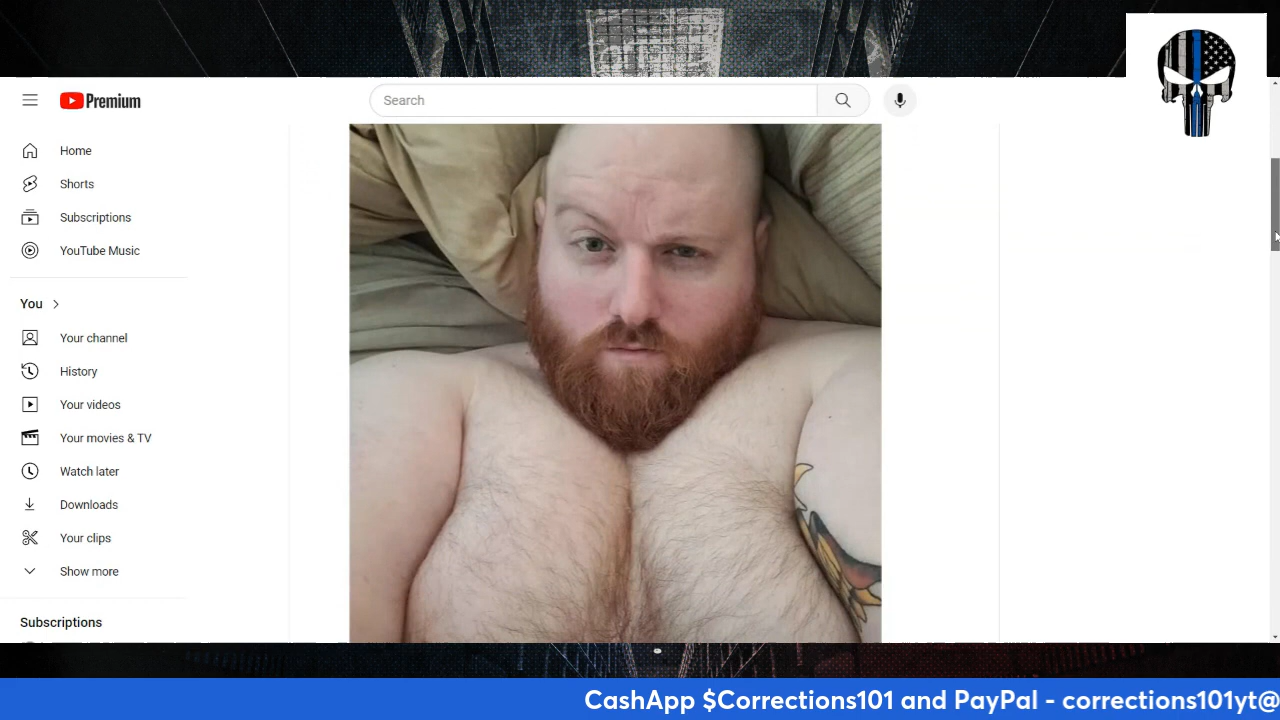 Premium
Search
Home
Shorts
Subscriptions
YouTube Music
You
Your channel
History
Your videos
Your movies & TV
Watch later
Downloads
Your clips
Show more
Subscriptions
CashApp $Corrections101 and PayPal - corrections101yt@